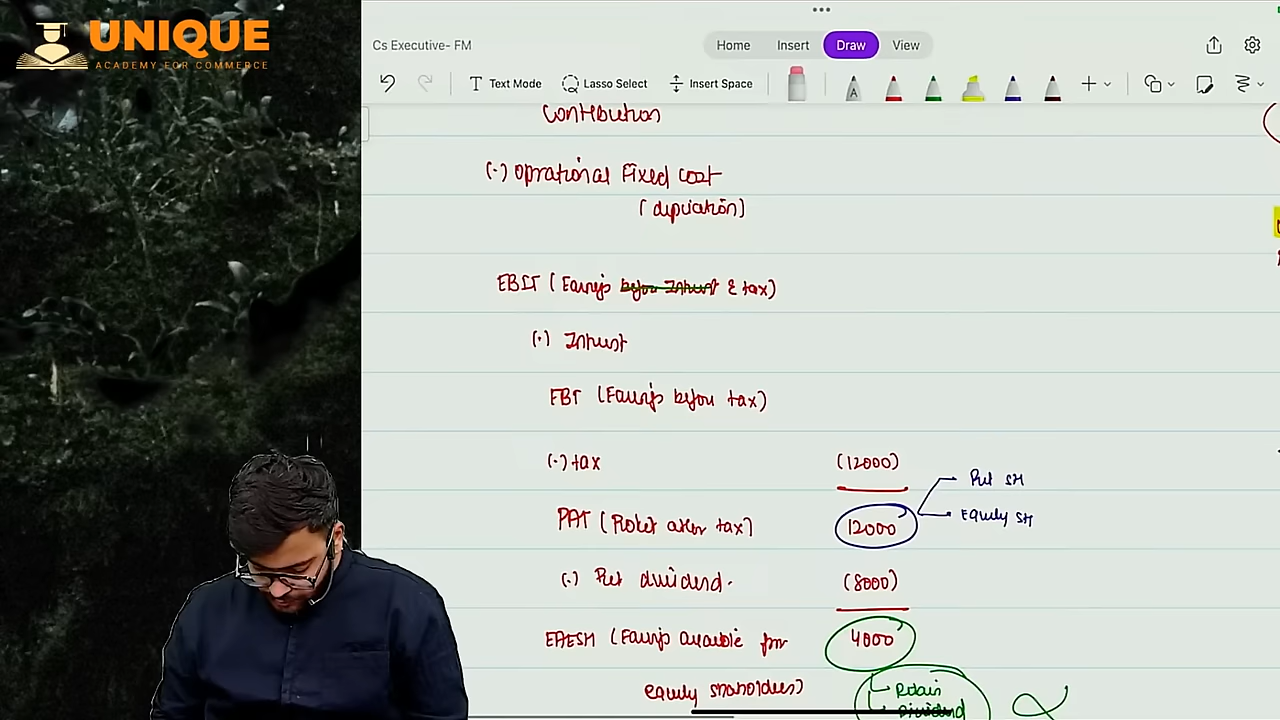 UNIQUE
ACADEMY FOR COMMERCE
Cs Executive- FM
Home Insert Draw View
Text Mode Lasso Select Insert Space
Contribution
(-) Oprational Fixed Cost
(
EBIT (Earnings before Interest & tax)
(-) Interest
EBT (Earnings before tax)
(-) tax (12000)
Pref SH
Equity SH
PAT (Profit after tax) 12000
(-) Pref dividend. (8000)
EAESH (Earnings available for 4000
equity shareholders)
Retain
Dividend